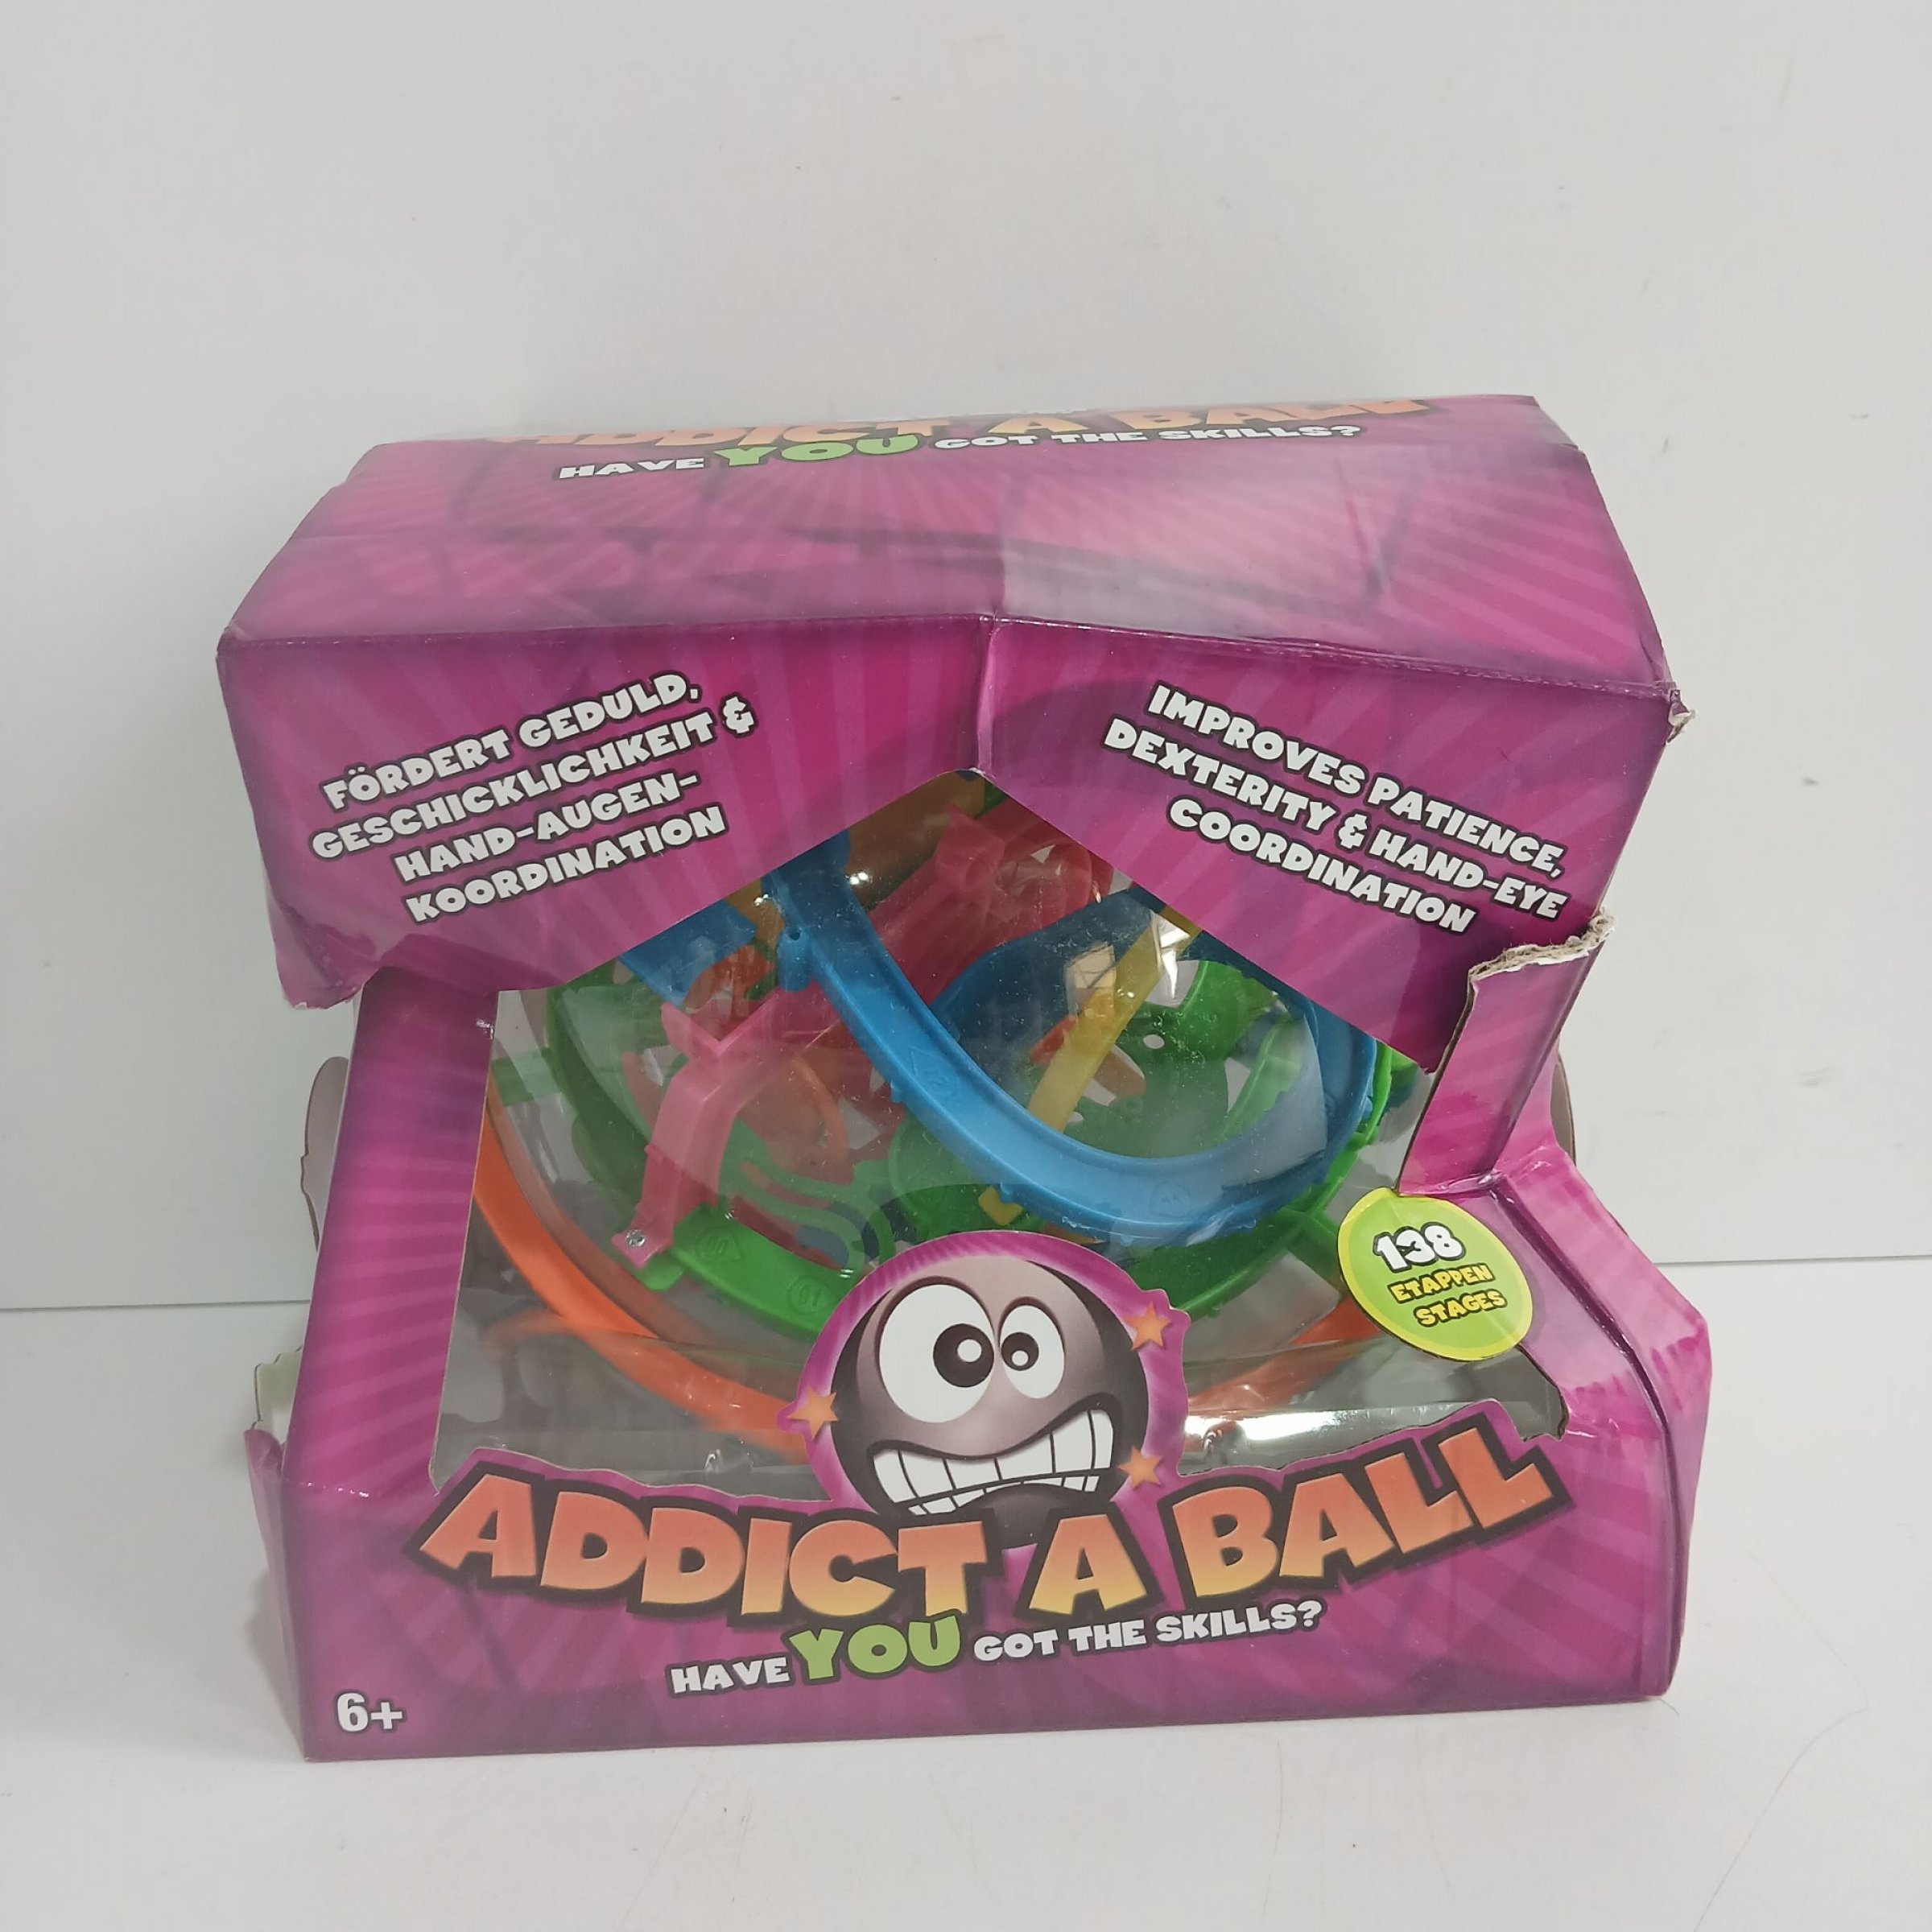 ADDICT A BALL
HAVE YOU GOT THE SKILLS?
FÖRDERT GEDULD,
GESCHICKLICHKEIT &
HAND-AUGEN-
KOORDINATION
IMPROVES PATIENCE,
DEXTERITY & HAND-EYE
COORDINATION
138
ETAPPEN
STAGES
ADDICT A BALL
HAVE YOU GOT THE SKILLS?
6+